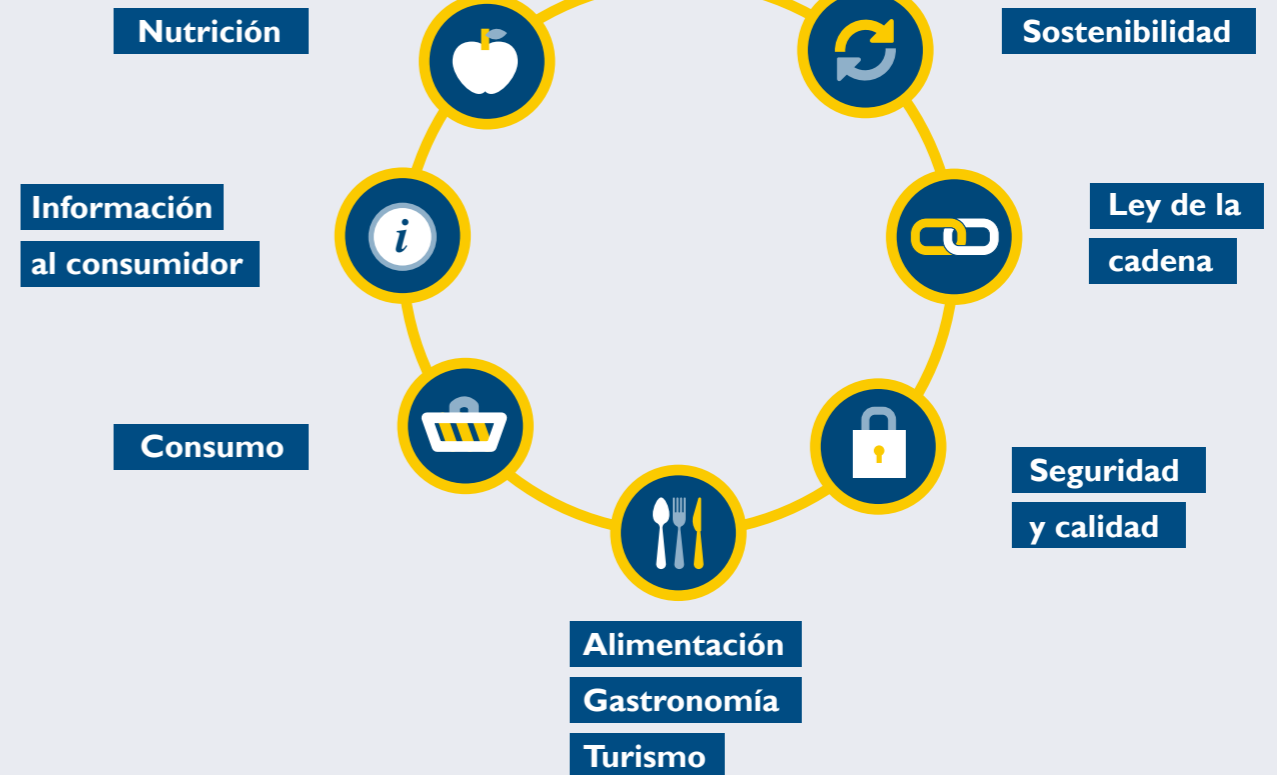 Nutrición
Sostenibilidad
Información
al consumidor
Ley de la
cadena
Consumo
Seguridad
y calidad
Alimentación
Gastronomía
Turismo